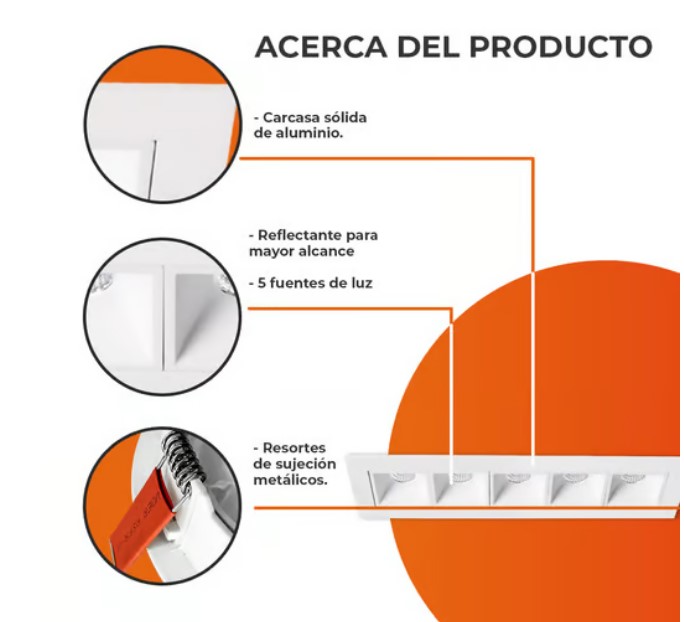 ACERCA DEL PRODUCTO
- Carcasa sólida
de aluminio.
- Reflectante para
mayor alcance
- 5 fuentes de luz
- Resortes
de sujeción
metálicos.